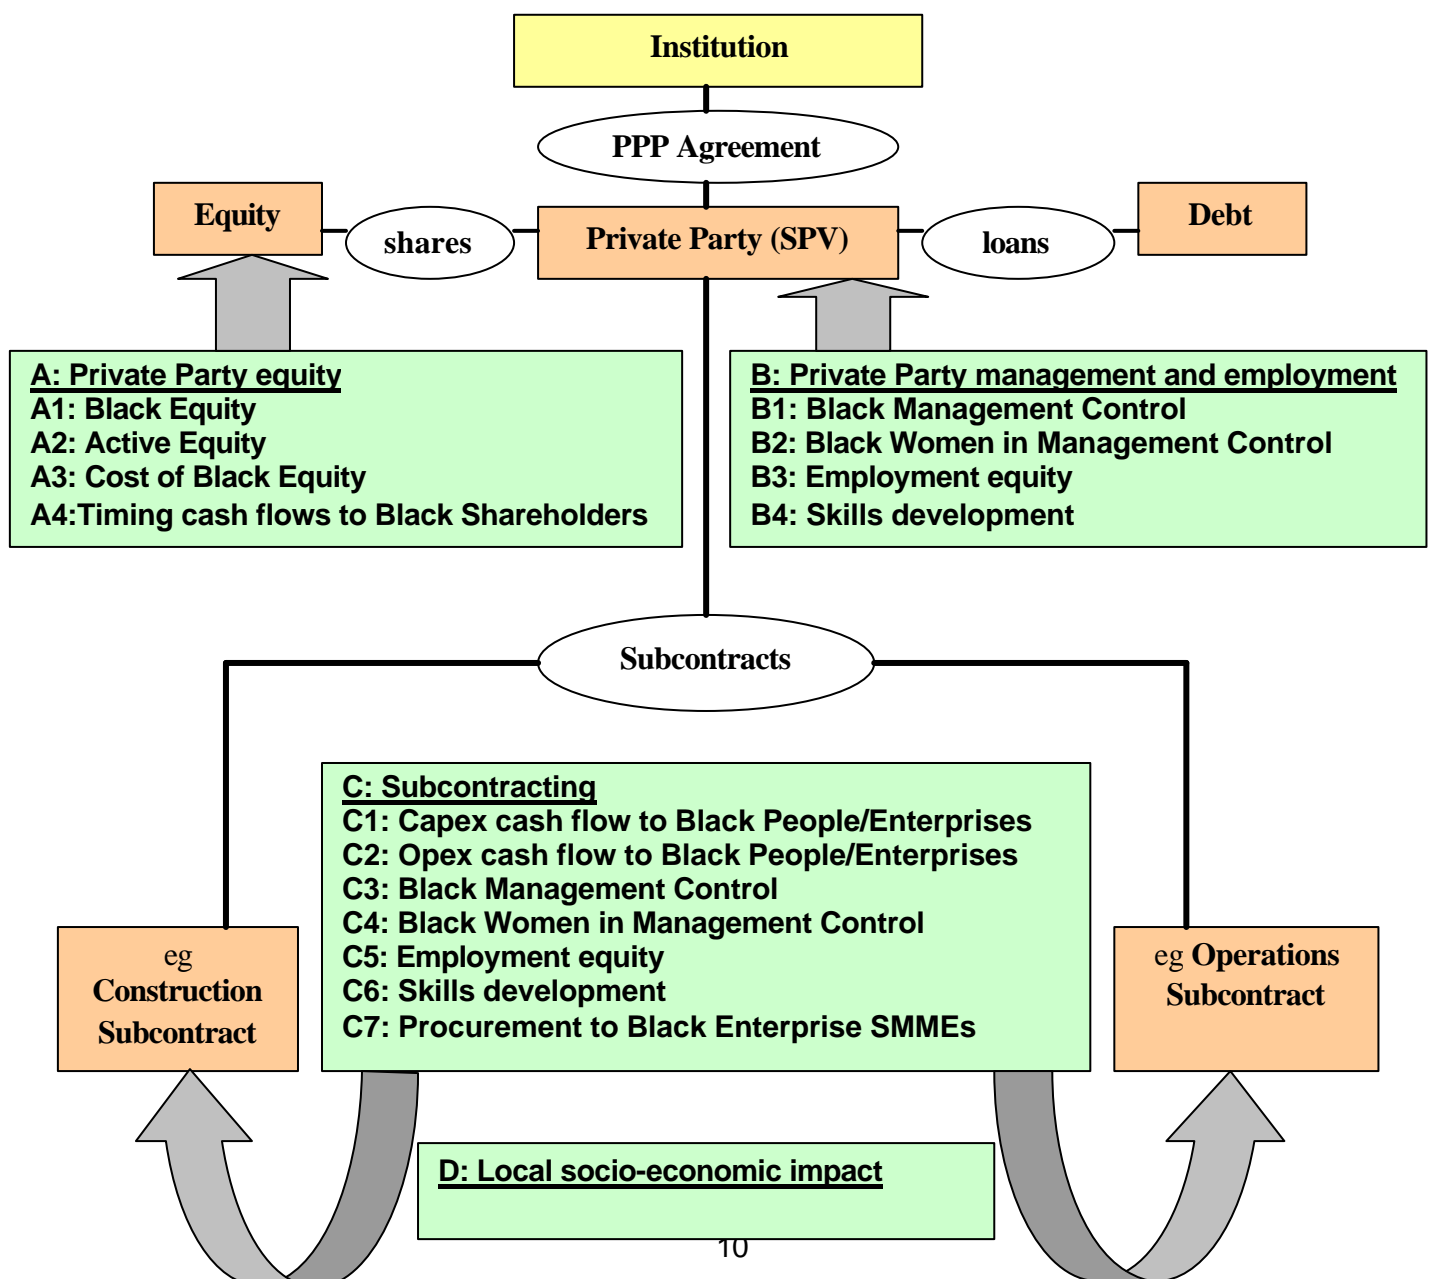 Institution
PPP Agreement
Equity
shares
Private Party (SPV)
loans
Debt
A: Private Party equity
A1: Black Equity
A2: Active Equity
A3: Cost of Black Equity
A4:Timing cash flows to Black Shareholders
B: Private Party management and employment
B1: Black Management Control
B2: Black Women in Management Control
B3: Employment equity
B4: Skills development
Subcontracts
C: Subcontracting
C1: Capex cash flow to Black People/Enterprises
C2: Opex cash flow to Black People/Enterprises
C3: Black Management Control
C4: Black Women in Management Control
C5: Employment equity
C6: Skills development
C7: Procurement to Black Enterprise SMMEs
eg
Construction
Subcontract
eg Operations
Subcontract
D: Local socio-economic impact
10